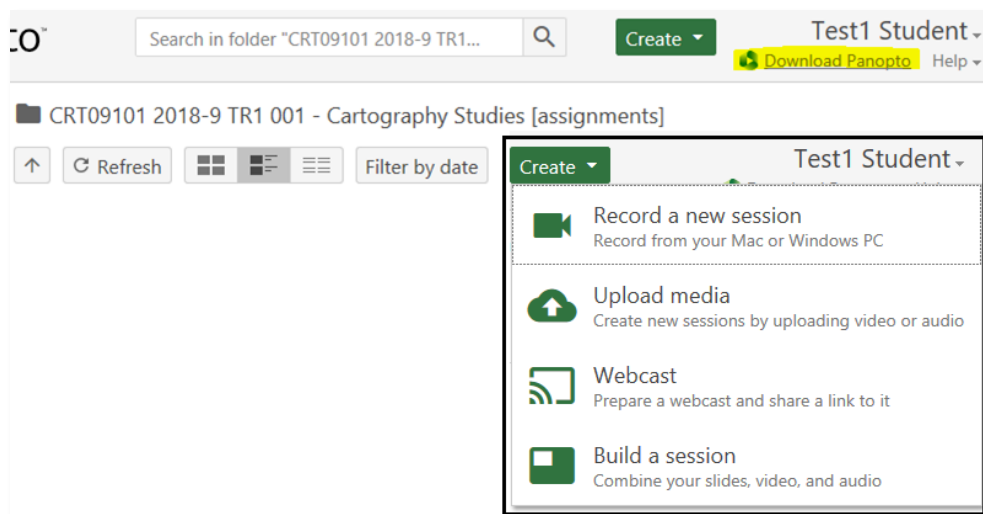 Search in folder "CRT09101 2018-9 TR1...
Create
Test1 Student
Download Panopto Help
CRT09101 2018-9 TR1 001 - Cartography Studies [assignments]
Refresh
Filter by date
Create
Test1 Student
Record a new session
Record from your Mac or Windows PC
Upload media
Create new sessions by uploading video or audio
Webcast
Prepare a webcast and share a link to it
Build a session
Combine your slides, video, and audio